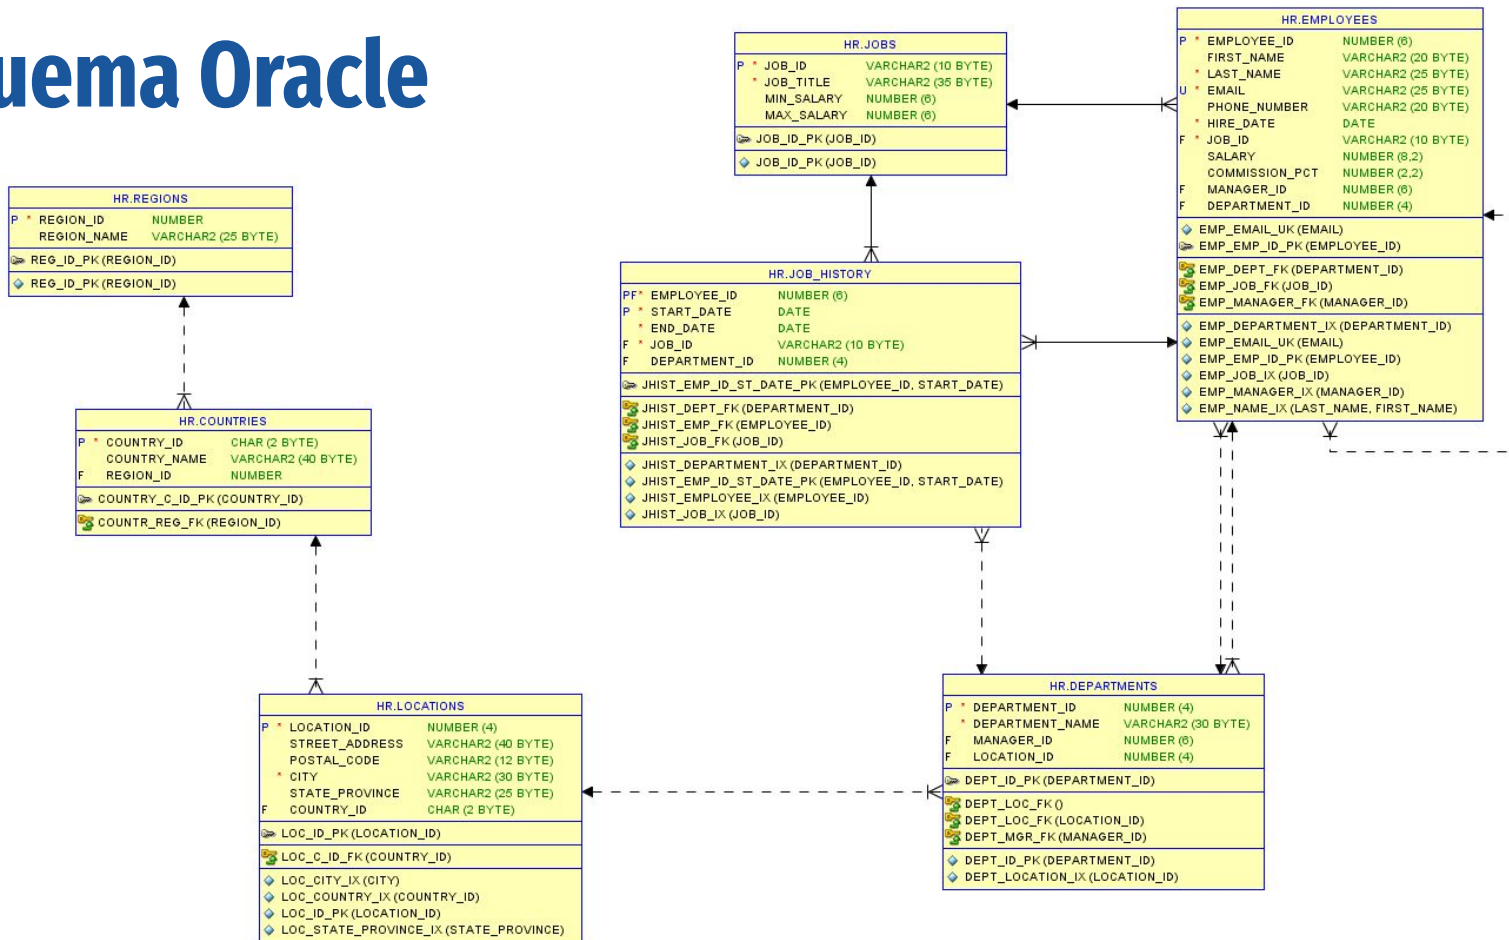 uema Oracle
HR.REGIONS
P * REGION_ID NUMBER
REGION_NAME VARCHAR2 (25 BYTE)
REG_ID_PK (REGION_ID)
REG_ID_PK (REGION_ID)
HR.COUNTRIES
P * COUNTRY_ID CHAR (2 BYTE)
COUNTRY_NAME VARCHAR2 (40 BYTE)
F REGION_ID NUMBER
COUNTRY_C_ID_PK (COUNTRY_ID)
COUNTR_REG_FK (REGION_ID)
HR.LOCATIONS
P * LOCATION_ID NUMBER (4)
STREET_ADDRESS VARCHAR2 (40 BYTE)
POSTAL_CODE VARCHAR2 (12 BYTE)
* CITY VARCHAR2 (30 BYTE)
STATE_PROVINCE VARCHAR2 (25 BYTE)
F COUNTRY_ID CHAR (2 BYTE)
LOC_ID_PK (LOCATION_ID)
LOC_C_ID_FK (COUNTRY_ID)
LOC_CITY_IX (CITY)
LOC_COUNTRY_IX (COUNTRY_ID)
LOC_ID_PK (LOCATION_ID)
LOC_STATE_PROVINCE_IX (STATE_PROVINCE)
HR.JOBS
P * JOB_ID VARCHAR2 (10 BYTE)
* JOB_TITLE VARCHAR2 (35 BYTE)
MIN_SALARY NUMBER (6)
MAX_SALARY NUMBER (6)
JOB_ID_PK (JOB_ID)
JOB_ID_PK (JOB_ID)
HR.JOB_HISTORY
PF* EMPLOYEE_ID NUMBER (6)
P * START_DATE DATE
* END_DATE DATE
F * JOB_ID VARCHAR2 (10 BYTE)
F DEPARTMENT_ID NUMBER (4)
JHIST_EMP_ID_ST_DATE_PK (EMPLOYEE_ID, START_DATE)
JHIST_DEPT_FK (DEPARTMENT_ID)
JHIST_EMP_FK (EMPLOYEE_ID)
JHIST_JOB_FK (JOB_ID)
JHIST_DEPARTMENT_IX (DEPARTMENT_ID)
JHIST_EMP_ID_ST_DATE_PK (EMPLOYEE_ID, START_DATE)
JHIST_EMPLOYEE_IX (EMPLOYEE_ID)
JHIST_JOB_IX (JOB_ID)
HR.EMPLOYEES
P * EMPLOYEE_ID NUMBER (6)
FIRST_NAME VARCHAR2 (20 BYTE)
* LAST_NAME VARCHAR2 (25 BYTE)
U * EMAIL VARCHAR2 (25 BYTE)
PHONE_NUMBER VARCHAR2 (20 BYTE)
* HIRE_DATE DATE
F * JOB_ID VARCHAR2 (10 BYTE)
SALARY NUMBER (8,2)
COMMISSION_PCT NUMBER (2,2)
F MANAGER_ID NUMBER (6)
F DEPARTMENT_ID NUMBER (4)
EMP_EMAIL_UK (EMAIL)
EMP_EMP_ID_PK (EMPLOYEE_ID)
EMP_DEPT_FK (DEPARTMENT_ID)
EMP_JOB_FK (JOB_ID)
EMP_MANAGER_FK (MANAGER_ID)
EMP_DEPARTMENT_IX (DEPARTMENT_ID)
EMP_EMAIL_UK (EMAIL)
EMP_EMP_ID_PK (EMPLOYEE_ID)
EMP_JOB_IX (JOB_ID)
EMP_MANAGER_IX (MANAGER_ID)
EMP_NAME_IX (LAST_NAME, FIRST_NAME)
HR.DEPARTMENTS
P * DEPARTMENT_ID NUMBER (4)
* DEPARTMENT_NAME VARCHAR2 (30 BYTE)
F MANAGER_ID NUMBER (6)
F LOCATION_ID NUMBER (4)
DEPT_ID_PK (DEPARTMENT_ID)
DEPT_LOC_FK ()
DEPT_LOC_FK (LOCATION_ID)
DEPT_MGR_FK (MANAGER_ID)
DEPT_ID_PK (DEPARTMENT_ID)
DEPT_LOCATION_IX (LOCATION_ID)